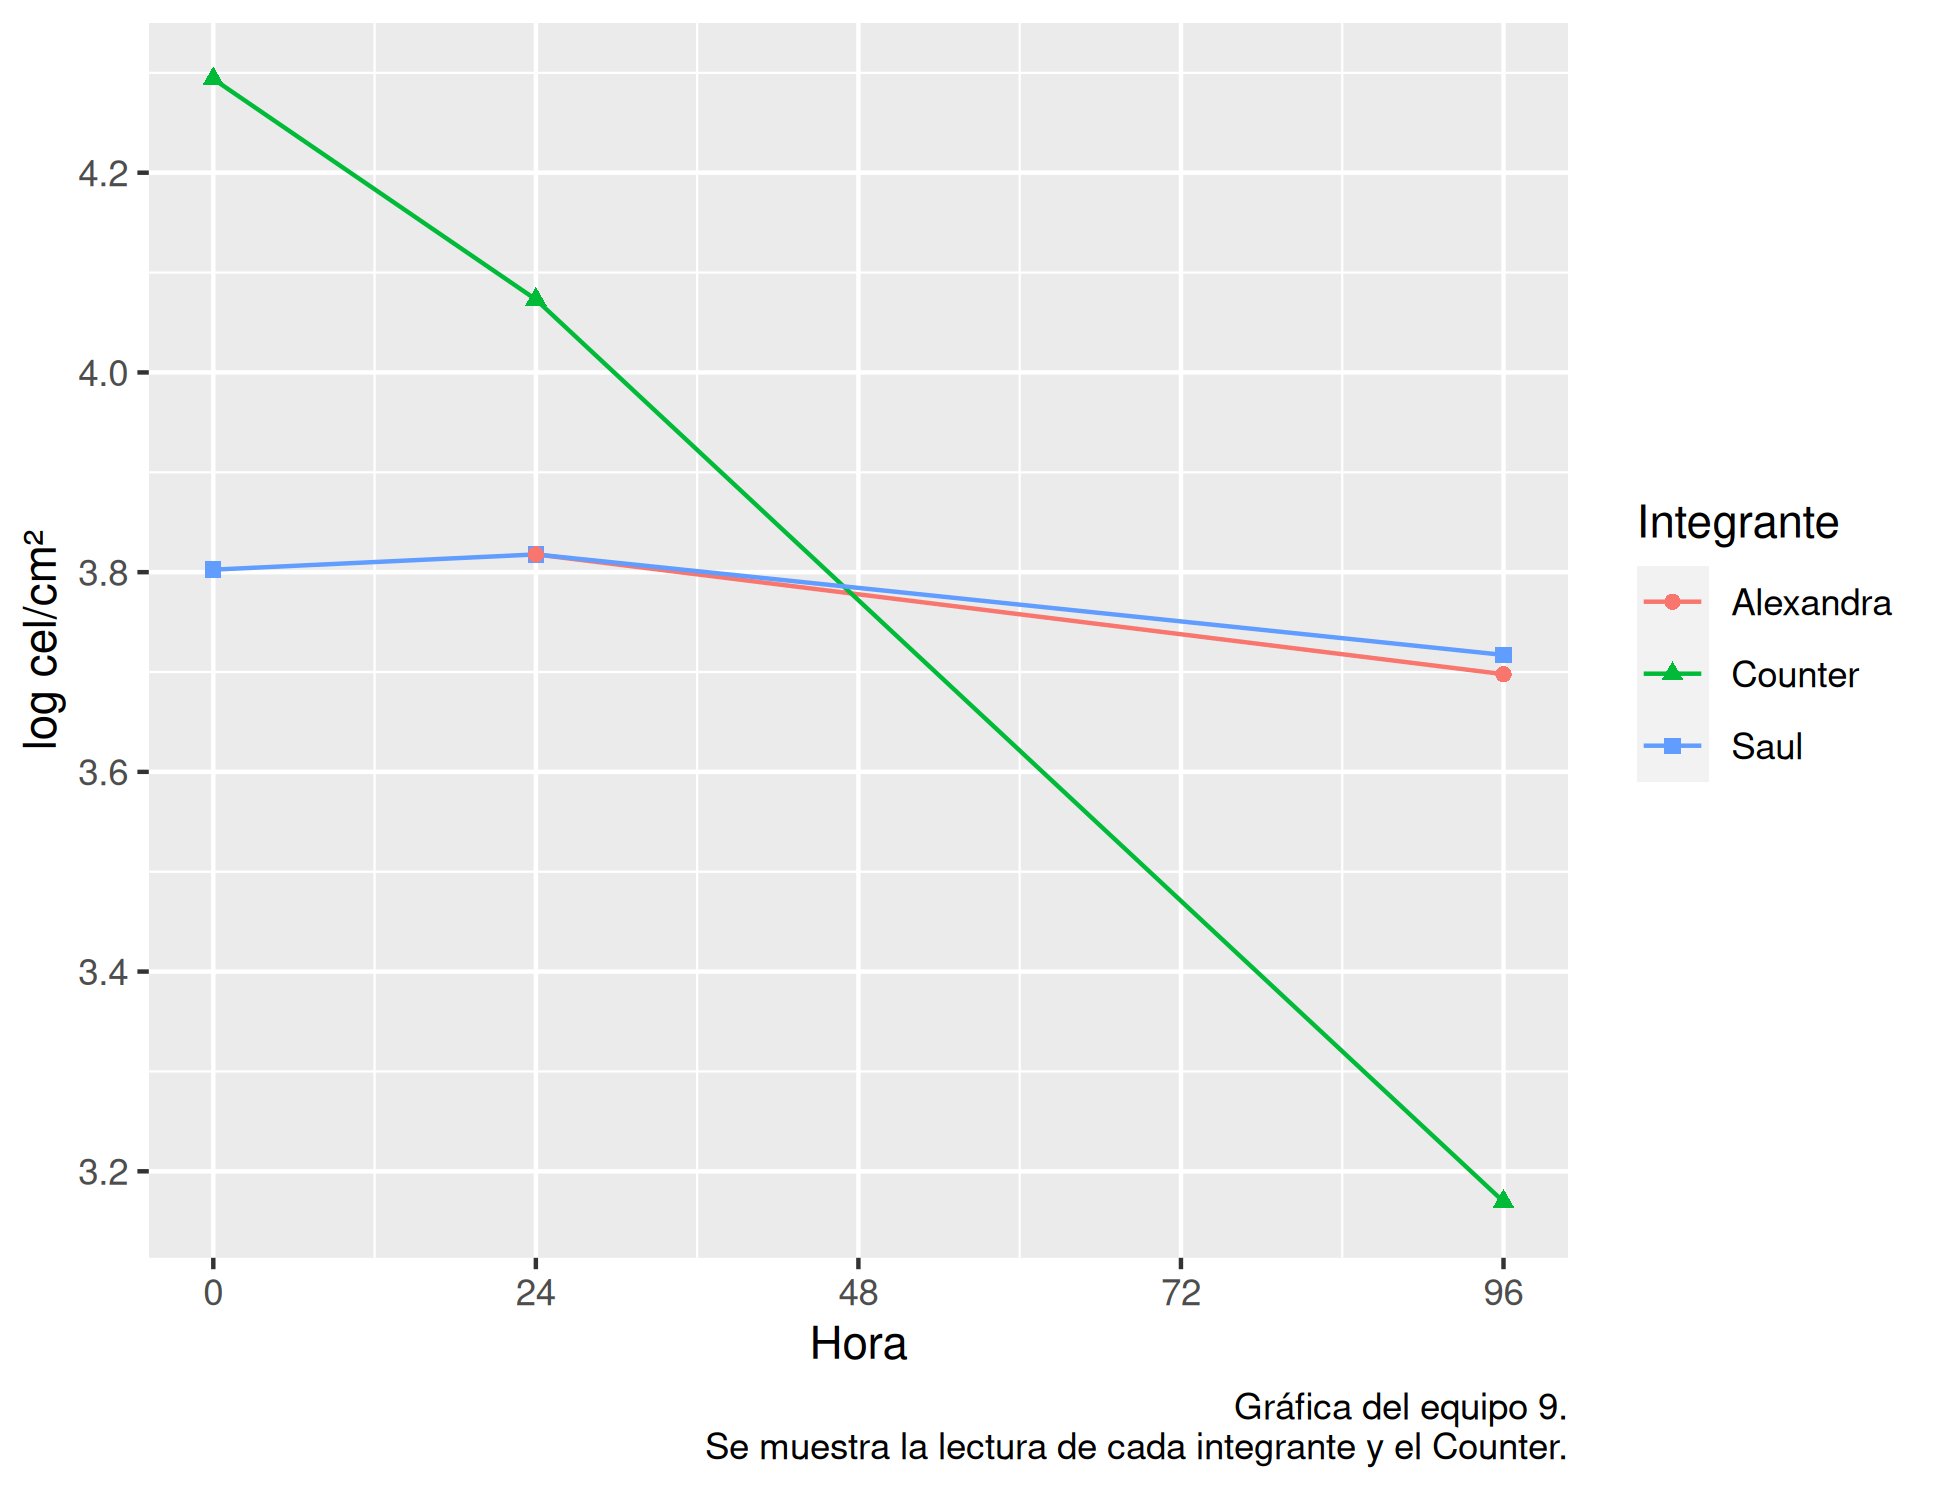 4.2
4.0
3.8
3.6
3.4
3.2
log cel/cm²
0 24 48 72 96
Hora
Integrante
Alexandra
Counter
Saul
Gráfica del equipo 9.
Se muestra la lectura de cada integrante y el Counter.